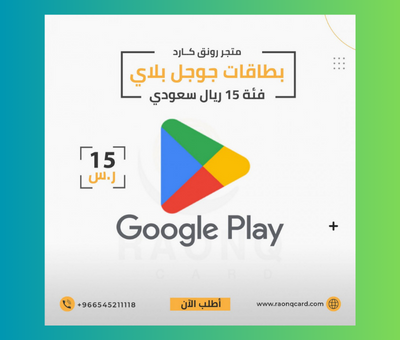 متجر رونق كـارد
بطاقات جوجل بلاي
فئة 15 ريال سعودي
15
ر.س
Google Play
RAONQ
CARD
+966545211118
أطلب الآن
www.raonqcard.com